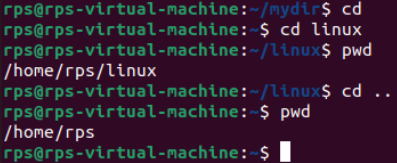 rps@rps-virtual-machine:~/mydir$ cd
rps@rps-virtual-machine:~$ cd linux
rps@rps-virtual-machine:~/linux$ pwd
/home/rps/linux
rps@rps-virtual-machine:~/linux$ cd ..
rps@rps-virtual-machine:~$ pwd
/home/rps
rps@rps-virtual-machine:~$